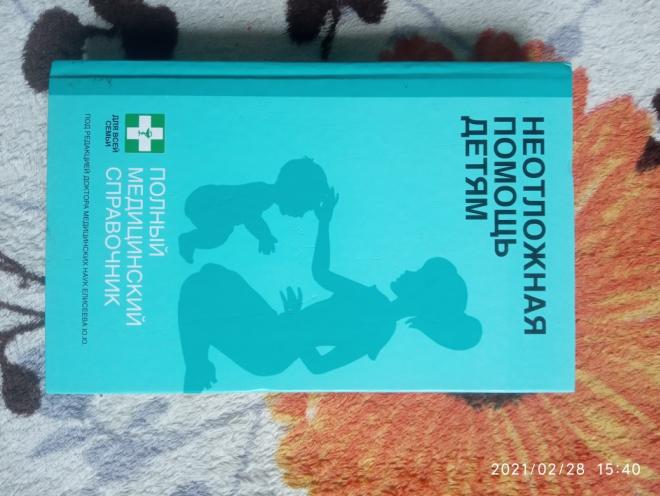 НЕОТЛОЖНАЯ
ПОМОЩЬ
ДЕТЯМ
ДЛЯ ВСЕЙ
СЕМЬИ
ПОЛНЫЙ
МЕДИЦИНСКИЙ
СПРАВОЧНИК
ПОД РЕДАКЦИЕЙ ДОКТОРА МЕДИЦИНСКИХ НАУК ЕЛИСЕЕВА Ю.Ю.
2021/02/28 15:40